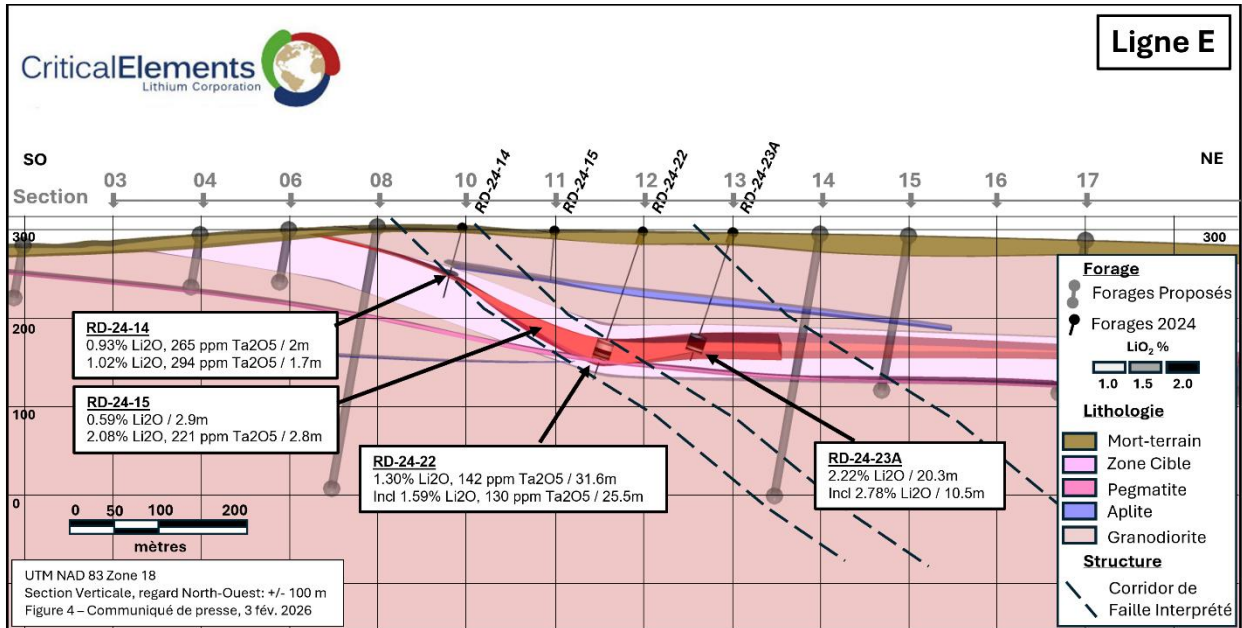 CriticalElements
Lithium Corporation
Ligne E
SO
NE
RD-24-14
RD-24-15
RD-24-22
RD-24-23A
Section
03 04 06 08 10 11 12 13 14 15 16 17
300
300
200
100
0
RD-24-14
0.93% Li2O, 265 ppm Ta2O5 / 2m
1.02% Li2O, 294 ppm Ta2O5 / 1.7m
RD-24-15
0.59% Li2O / 2.9m
2.08% Li2O, 221 ppm Ta2O5 / 2.8m
RD-24-22
1.30% Li2O, 142 ppm Ta2O5 / 31.6m
Incl 1.59% Li2O, 130 ppm Ta2O5 / 25.5m
RD-24-23A
2.22% Li2O / 20.3m
Incl 2.78% Li2O / 10.5m
0 50 100 200
mètres
UTM NAD 83 Zone 18
Section Verticale, regard North-Ouest: +/- 100 m
Figure 4 – Communiqué de presse, 3 fév. 2026
Forage
Forages Proposés
Forages 2024
LiO₂ %
1.0 1.5 2.0
Lithologie
Mort-terrain
Zone Cible
Pegmatite
Aplite
Granodiorite
Structure
Corridor de
Faille Interprété